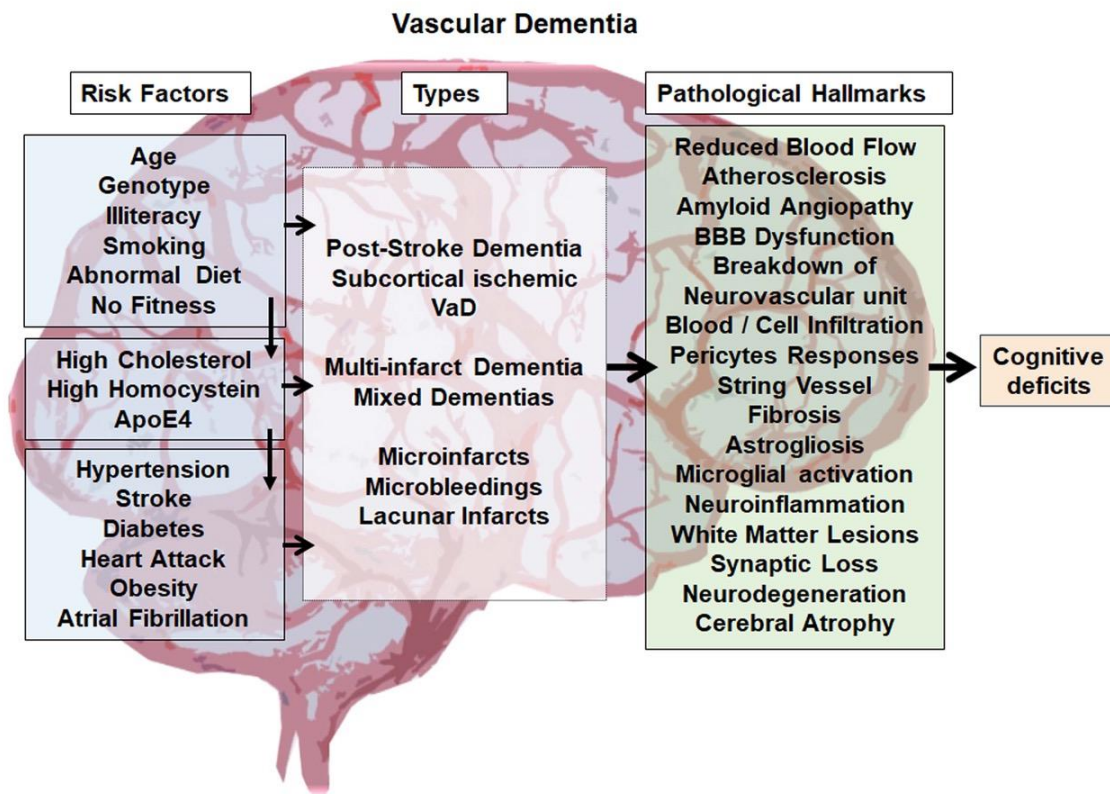 Vascular Dementia
Risk Factors
Types
Pathological Hallmarks
Age
Genotype
Illiteracy
Smoking
Abnormal Diet
No Fitness
High Cholesterol
High Homocystein
ApoE4
Hypertension
Stroke
Diabetes
Heart Attack
Obesity
Atrial Fibrillation
Post-Stroke Dementia
Subcortical ischemic
VaD
Multi-infarct Dementia
Mixed Dementias
Microinfarcts
Microbleedings
Lacunar Infarcts
Reduced Blood Flow
Atherosclerosis
Amyloid Angiopathy
BBB Dysfunction
Breakdown of
Neurovascular unit
Blood / Cell Infiltration
Pericytes Responses
String Vessel
Fibrosis
Astrogliosis
Microglial activation
Neuroinflammation
White Matter Lesions
Synaptic Loss
Neurodegeneration
Cerebral Atrophy
Cognitive
deficits